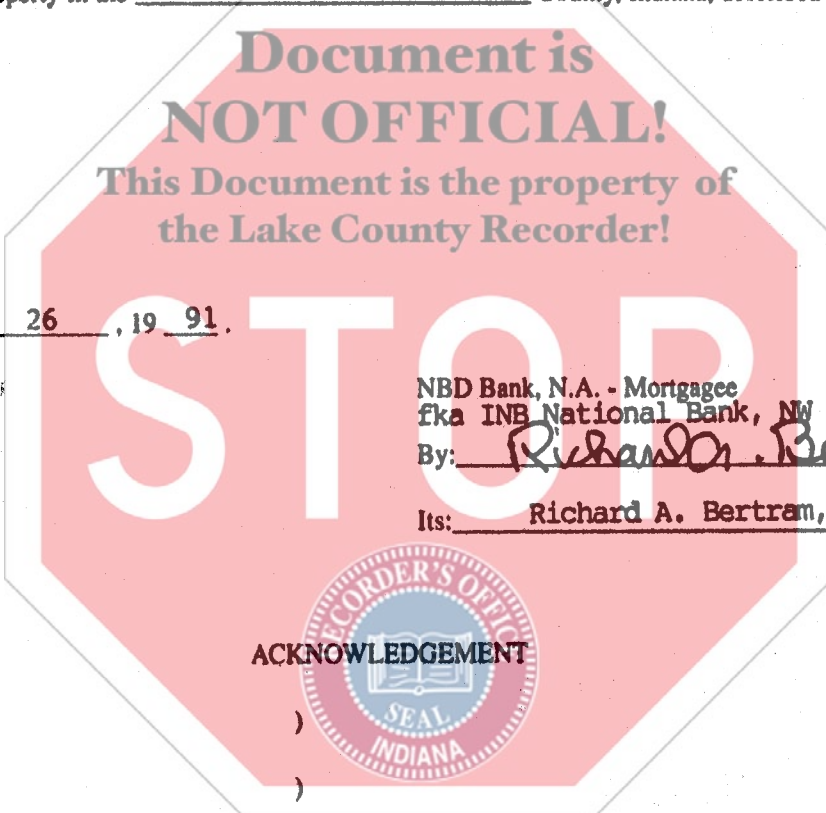 Document is
NOT OFFICIAL!
This Document is the property of
the Lake County Recorder!
26, 19 91.
STOP
NBD Bank, N.A. - Mortgagee
fka INB National Bank, NW
By: Richard A.
Its: Richard A. Bertram,
RECORDER'S OFFICE
ACKNOWLEDGEMENT
)
SEAL
INDIANA
)